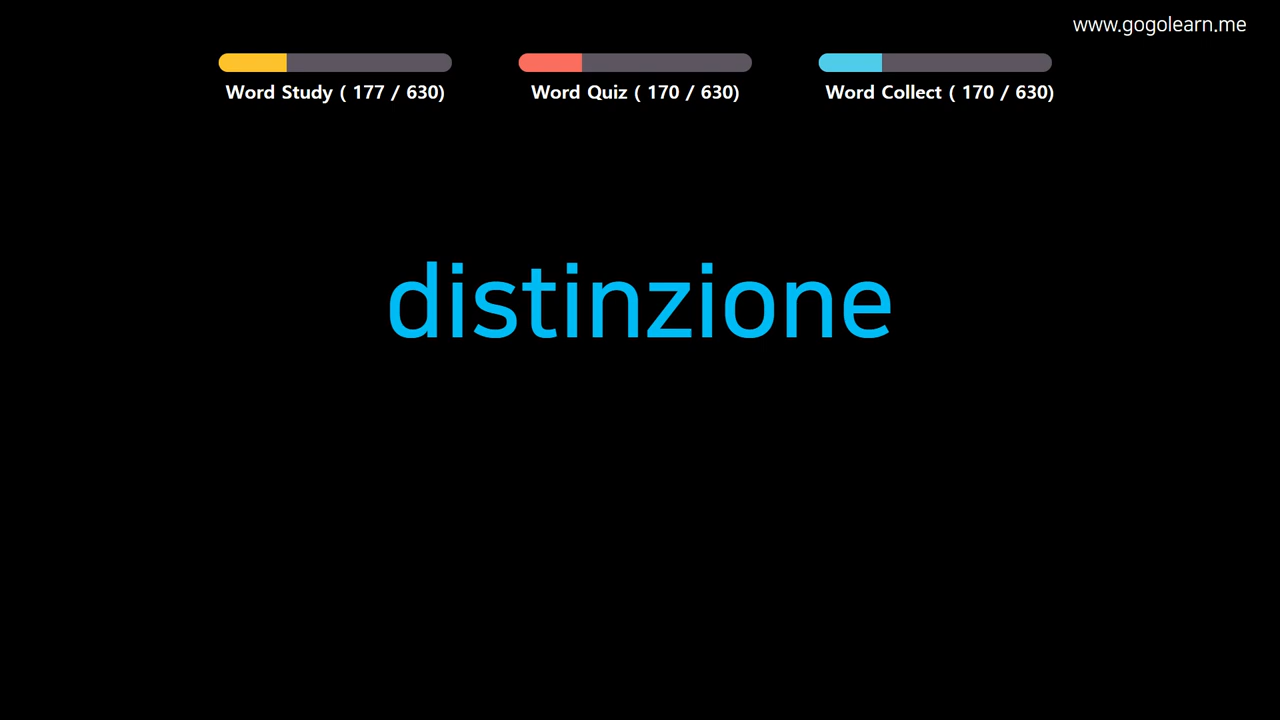 www.gogolearn.me
Word Study ( 177 / 630)
Word Quiz ( 170 / 630)
Word Collect ( 170 / 630)
distinzione